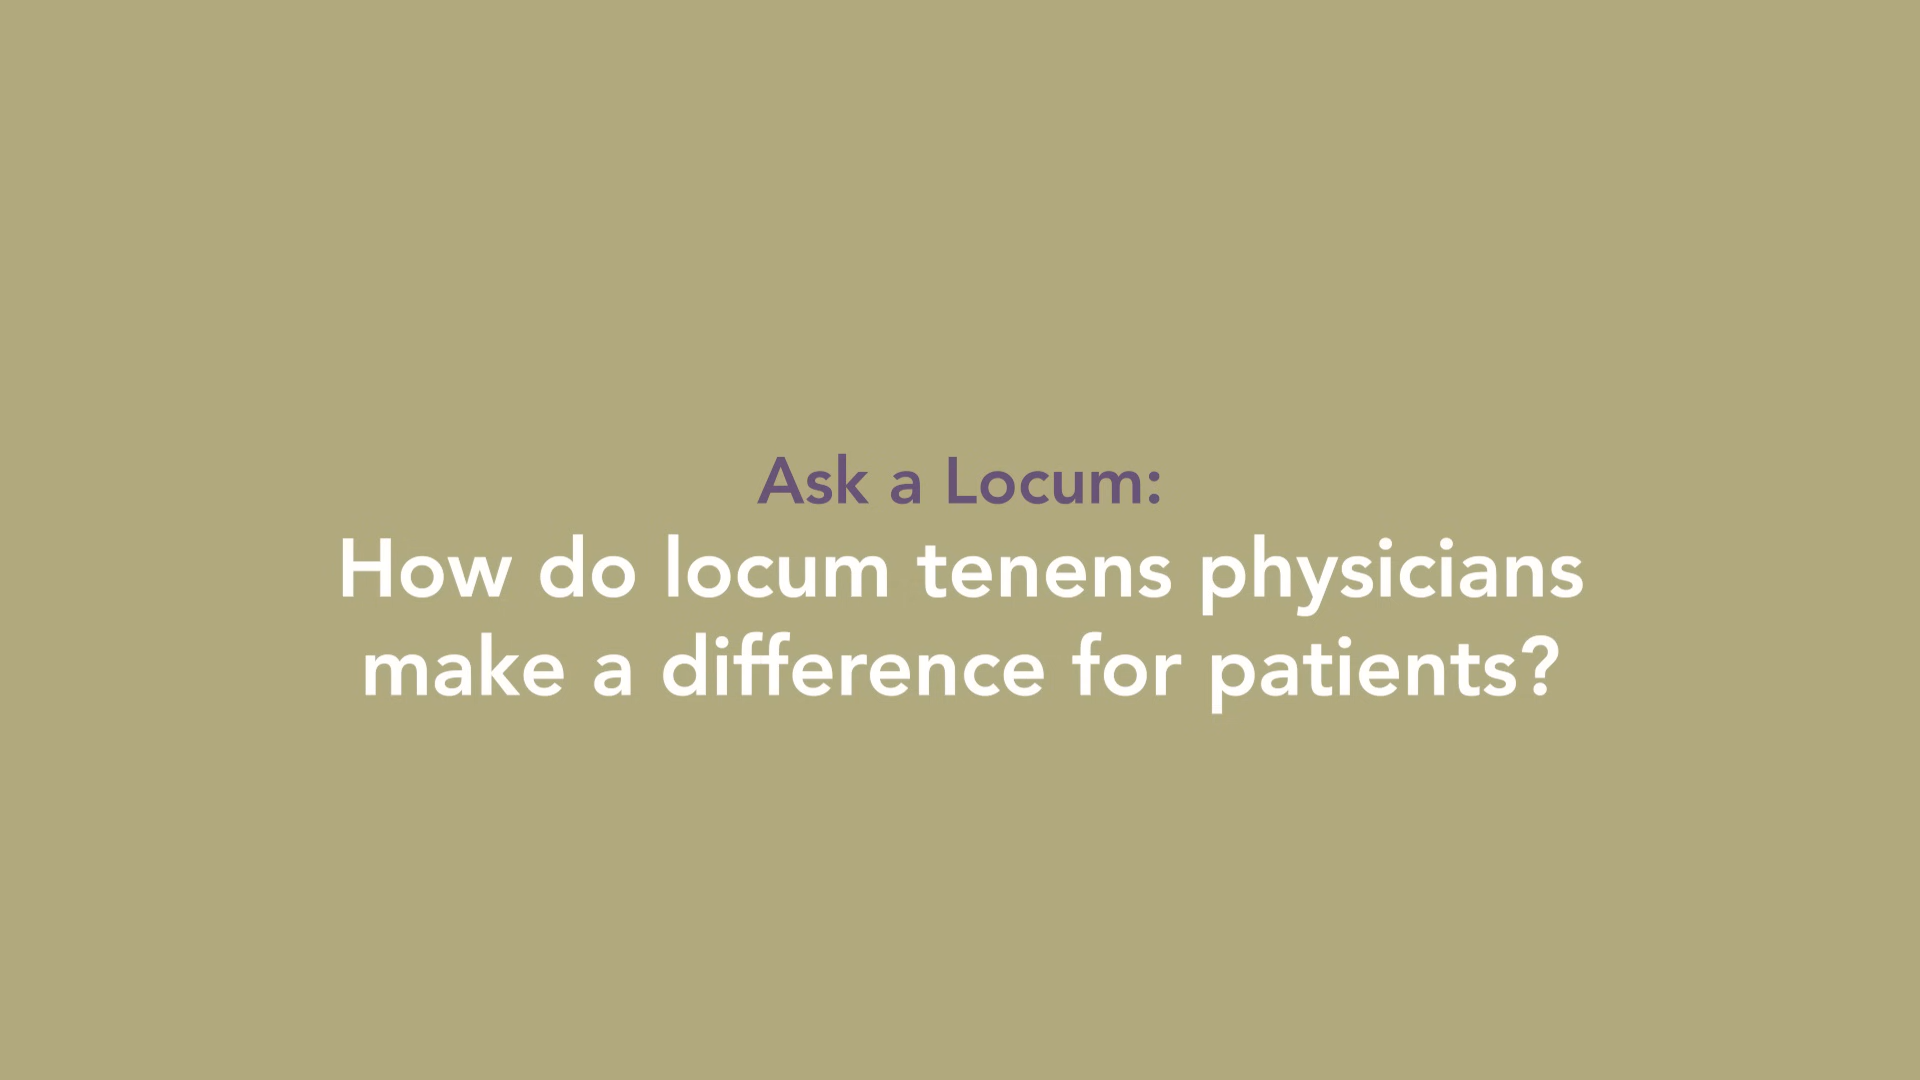 Ask a Locum:
How do locum tenens physicians
make a difference for patients?